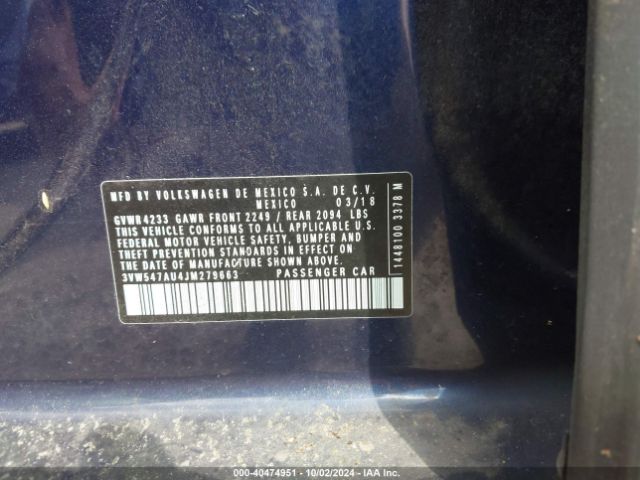 MFD BY VOLKSWAGEN DE MEXICO S.A. DE C.V.
MEXICO 03/18
GVWR4233 GAWR FRONT 2249 / REAR 2094 LBS
THIS VEHICLE CONFORMS TO ALL APPLICABLE U.S.
FEDERAL MOTOR VEHICLE SAFETY, BUMPER AND
THEFT PREVENTION STANDARDS IN EFFECT ON
THE DATE OF MANUFACTURE SHOWN ABOVE.
3VW547AU4JM279663 PASSENGER CAR
1448100 3378 M
000-40474951 | 10/02/2024 | IAA Inc.